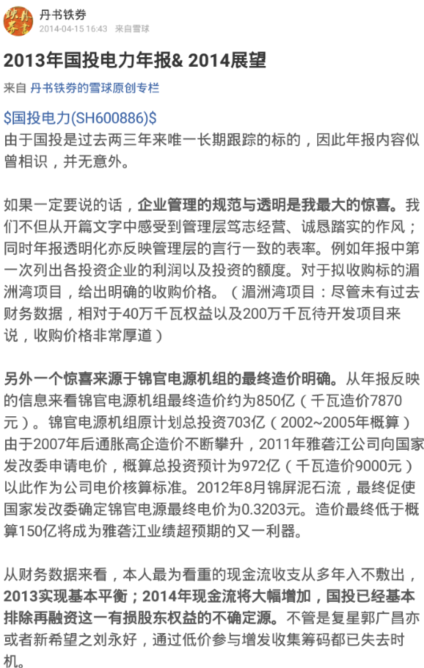 丹书铁券
2014-04-15 16:43 来自雪球
2013年国投电力年报& 2014展望
来自 丹书铁券的雪球原创专栏
$国投电力(SH600886)$
由于国投是过去两三年来唯一长期跟踪的标的，因此年报内容似
曾相识，并无意外。
如果一定要说的话，企业管理的规范与透明是我最大的惊喜。我
们不但从开篇文字中感受到管理层笃志经营、诚恳踏实的作风；
同时年报透明化亦反映管理层的言行一致的表率。例如年报中第
一次列出各投资企业的利润以及投资的额度。对于拟收购标的湄
洲湾项目，给出明确的收购价格。（湄洲湾项目：尽管未有过去
财务数据，相对于40万千瓦权益以及200万千瓦待开发项目来
说，收购价格非常厚道）
另外一个惊喜来源于锦官电源机组的最终造价明确。从年报反映
的信息来看锦官电源机组最终造价约为850亿（千瓦造价7870
元）。锦官电源机组原计划总投资703亿（2002~2005年概算）
由于2007年后通胀高企造价不断攀升，2011年雅砻江公司向国家
发改委申请电价，概算总投资预计为972亿（千瓦造价9000元）
以此作为公司电价核算标准。2012年8月锦屏泥石流，最终促使
国家发改委确定锦官电源最终电价为0.3203元。造价最终低于概
算150亿将成为雅砻江业绩超预期的又一利器。
从财务数据来看，本人最为看重的现金流收支从多年入不敷出，
2013实现基本平衡；2014年现金流将大幅增加，国投已经基本
排除再融资这一有损股东权益的不确定源。不管是复星郭广昌亦
或者新希望之刘永好，通过低价参与增发收集筹码都已失去时
机。